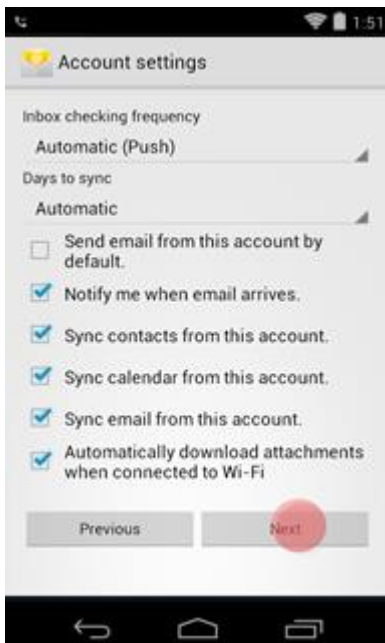 1:51
Account settings
Inbox checking frequency
Automatic (Push)
Days to sync
Automatic
Send email from this account by
default.
Notify me when email arrives.
Sync contacts from this account.
Sync calendar from this account.
Sync email from this account.
Automatically download attachments
when connected to Wi-Fi
Previous
Next